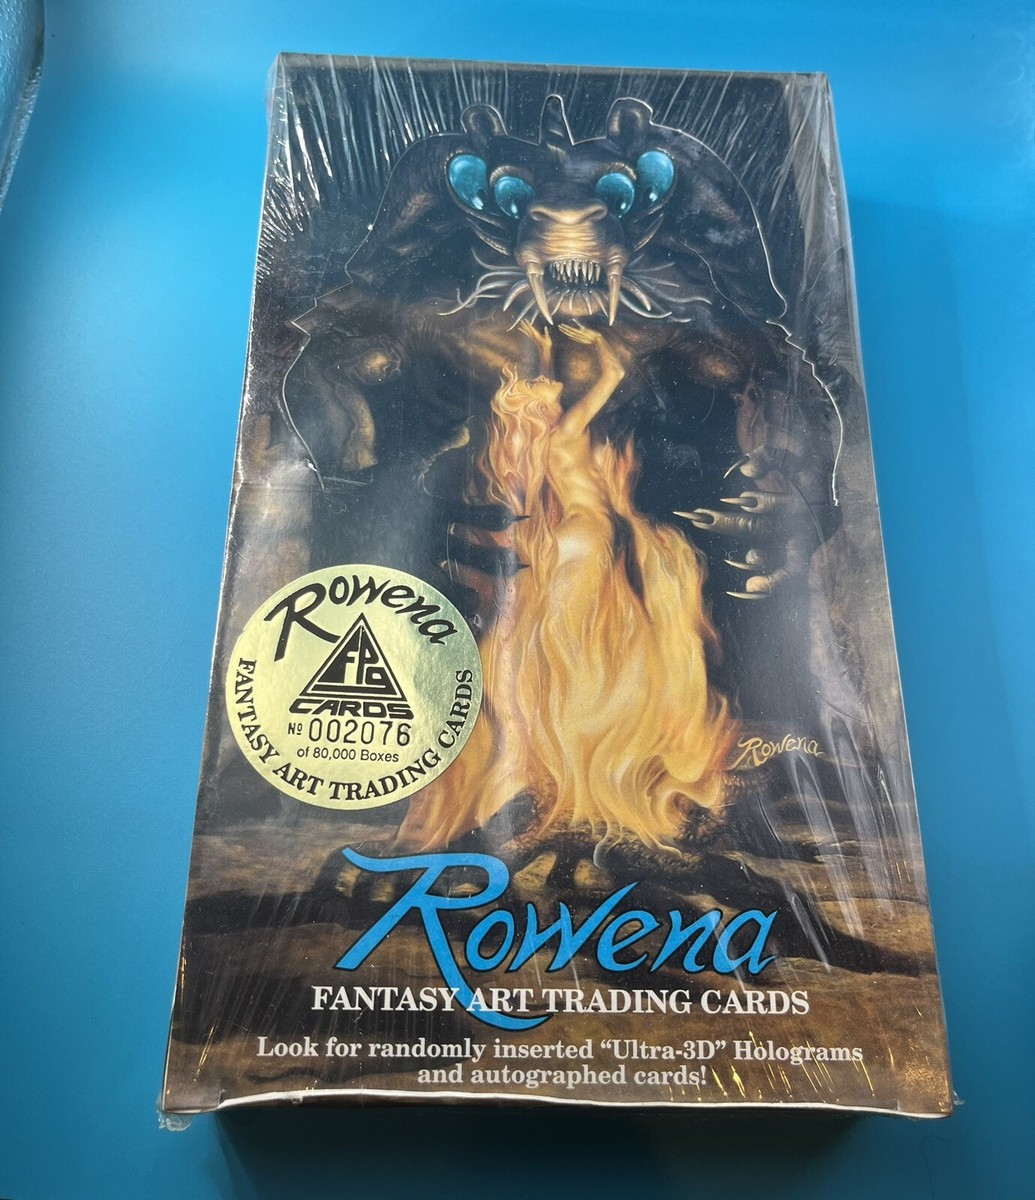 Rowena
FPG
CARDS
Nº 002076
of 80,000 Boxes
FANTASY ART TRADING CARDS
Rowena
Rowena
FANTASY ART TRADING CARDS
Look for randomly inserted “Ultra-3D” Holograms
and autographed cards!